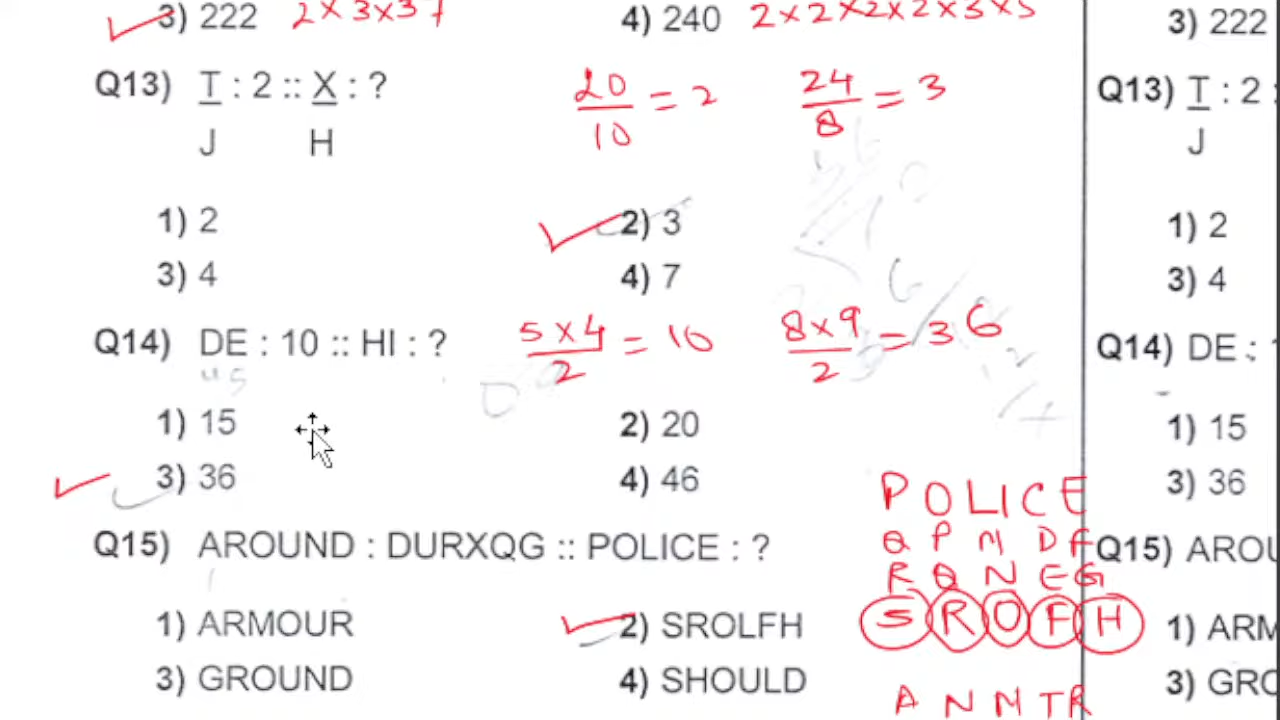 3) 222 2×3×37 4) 240 2×2×2×2×3×5 3) 222
Q13) T : 2 :: X : ? 20/10 = 2 24/8 = 3 Q13) T : 2
J H J
1) 2 2) 3 1) 2
3) 4 4) 7 3) 4
Q14) DE : 10 :: HI : ? 5×4/2 = 10 8×9/2 = 36 Q14) DE :
1) 15 2) 20 1) 15
3) 36 4) 46 3) 36
POLICE
Q15) AROUND : DURXQG :: POLICE : ? Q P M D F Q15) AROU
R Q N E G
1) ARMOUR 2) SROLFH S R O F H 1) ARM
3) GROUND 4) SHOULD 3) GRO
A N M T R